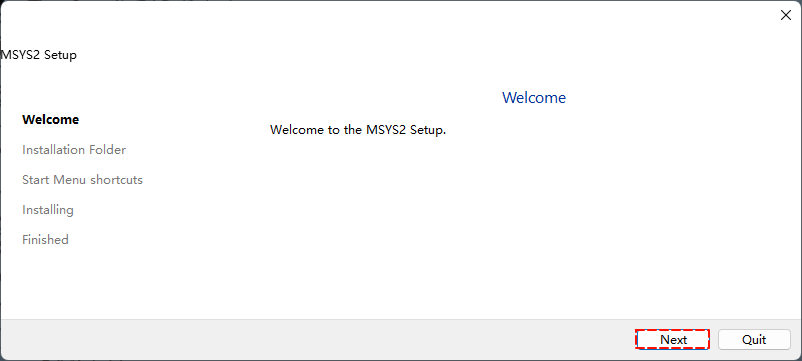 MSYS2 Setup
Welcome
Welcome
Welcome to the MSYS2 Setup.
Installation Folder
Start Menu shortcuts
Installing
Finished
Next
Quit